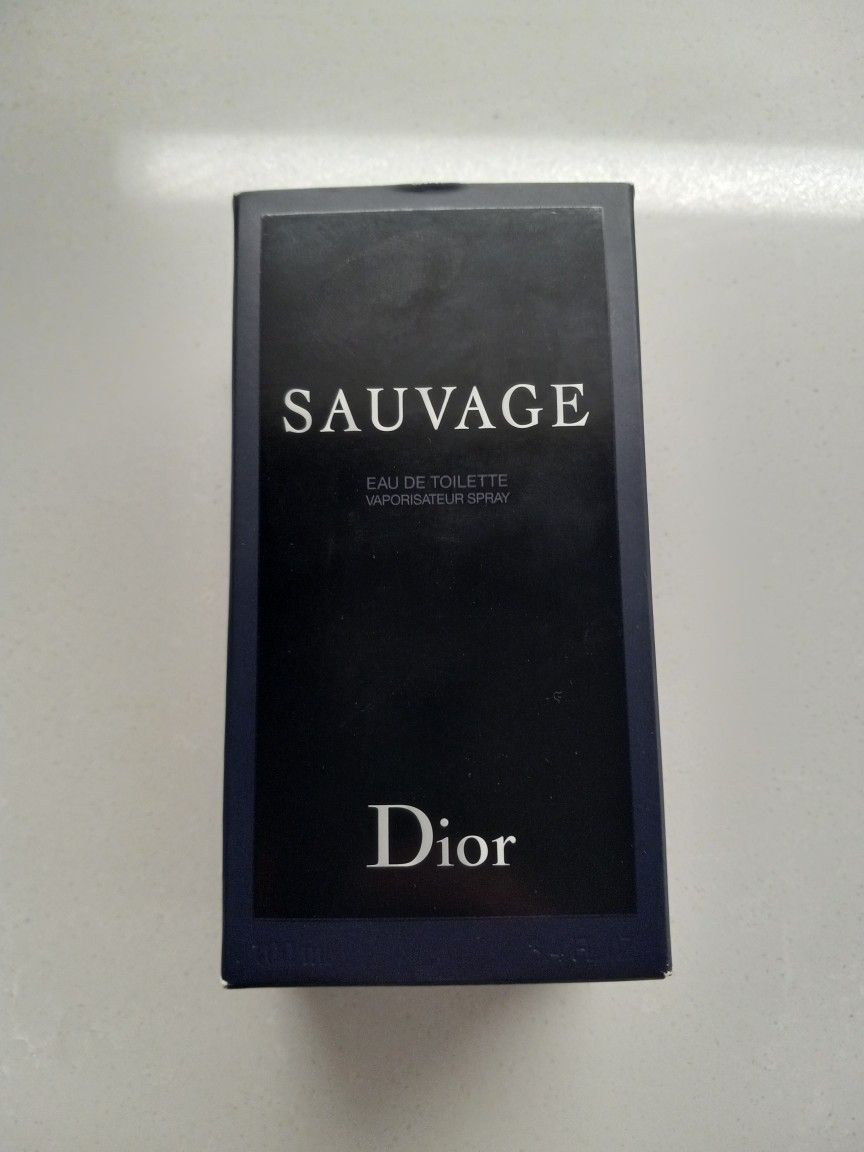 SAUVAGE
EAU DE TOILETTE
VAPORISATEUR SPRAY
Dior